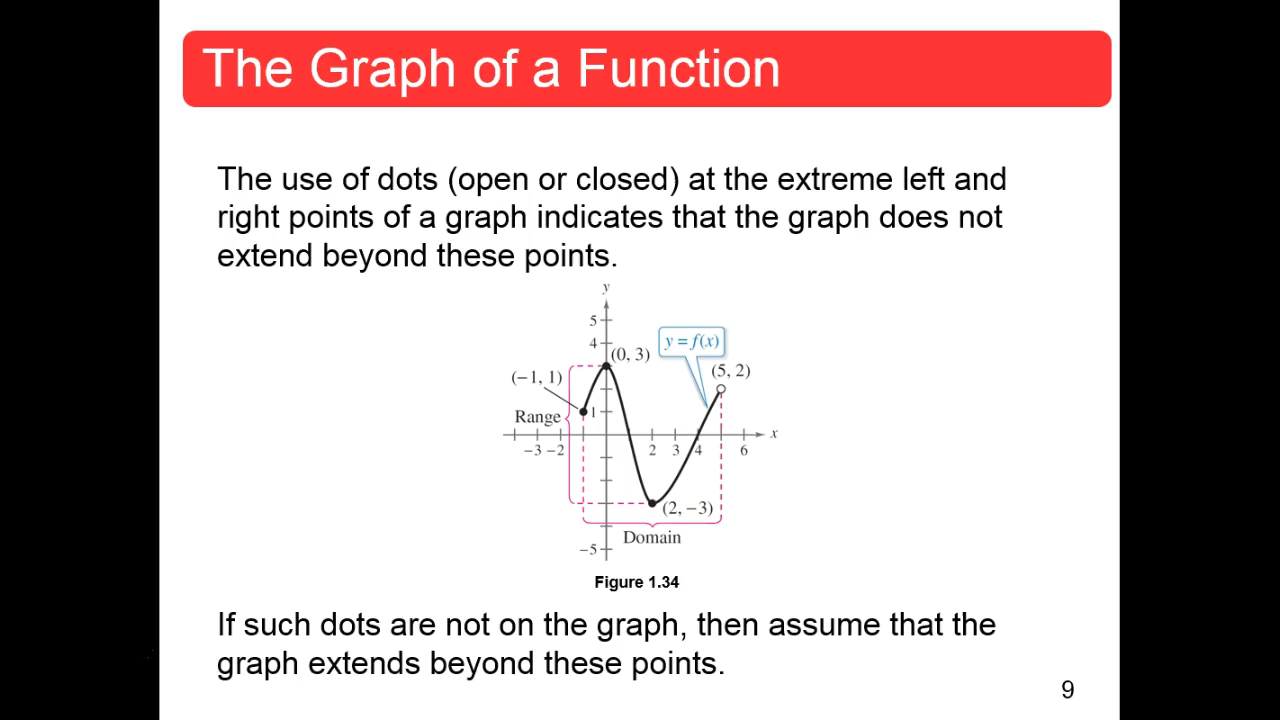 The Graph of a Function
The use of dots (open or closed) at the extreme left and
right points of a graph indicates that the graph does not
extend beyond these points.
y
5
4
(0, 3)
y = f(x)
(5, 2)
(−1, 1)
1
Range
x
−3 −2 2 3 4 6
(2, −3)
Domain
−5
Figure 1.34
If such dots are not on the graph, then assume that the
graph extends beyond these points.
9